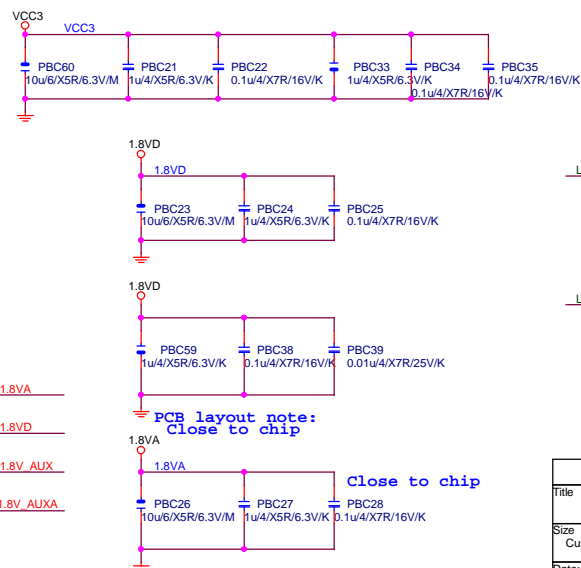 VCC3
VCC3
PBC60
10u/6/X5R/6.3V/M
PBC21
1u/4/X5R/6.3V/K
PBC22
0.1u/4/X7R/16V/K
PBC33
1u/4/X5R/6.3V/K
PBC34
0.1u/4/X7R/16V/K
PBC35
0.1u/4/X7R/16V/K
1.8VD
1.8VD
PBC23
10u/6/X5R/6.3V/M
PBC24
1u/4/X5R/6.3V/K
PBC25
0.1u/4/X7R/16V/K
L
1.8VD
PBC59
1u/4/X5R/6.3V/K
PBC38
0.1u/4/X7R/16V/K
PBC39
0.01u/4/X7R/25V/K
L
1.8VA
1.8VD
1.8V_AUX
1.8V_AUXA
PCB layout note:
Close to chip
1.8VA
1.8VA
Close to chip
PBC26
10u/6/X5R/6.3V/M
PBC27
1u/4/X5R/6.3V/K
PBC28
0.1u/4/X7R/16V/K
Title
Size
Cu